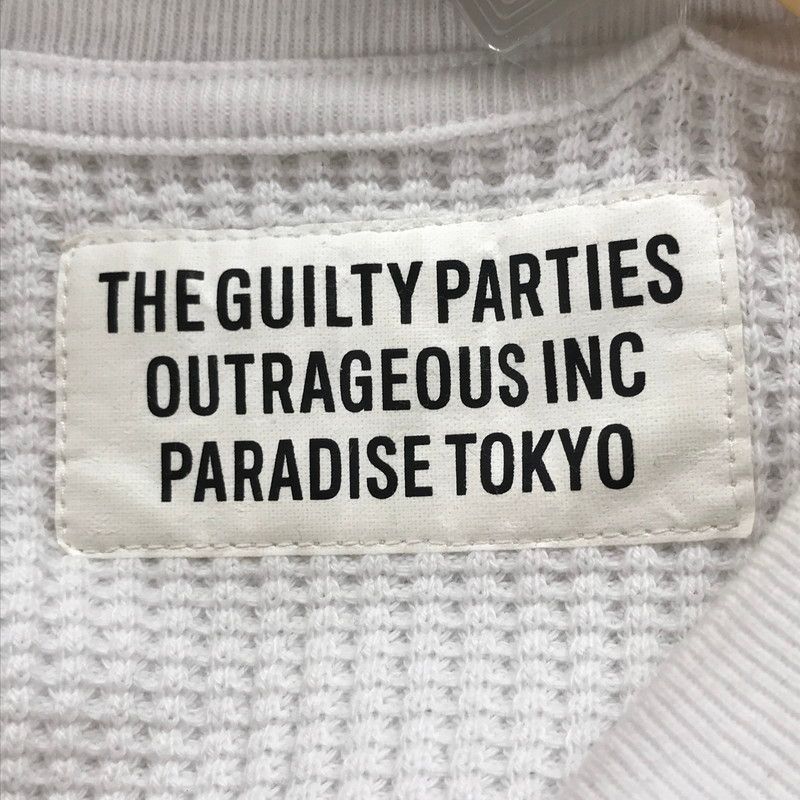 THE GUILTY PARTIES
OUTRAGEOUS INC
PARADISE TOKYO